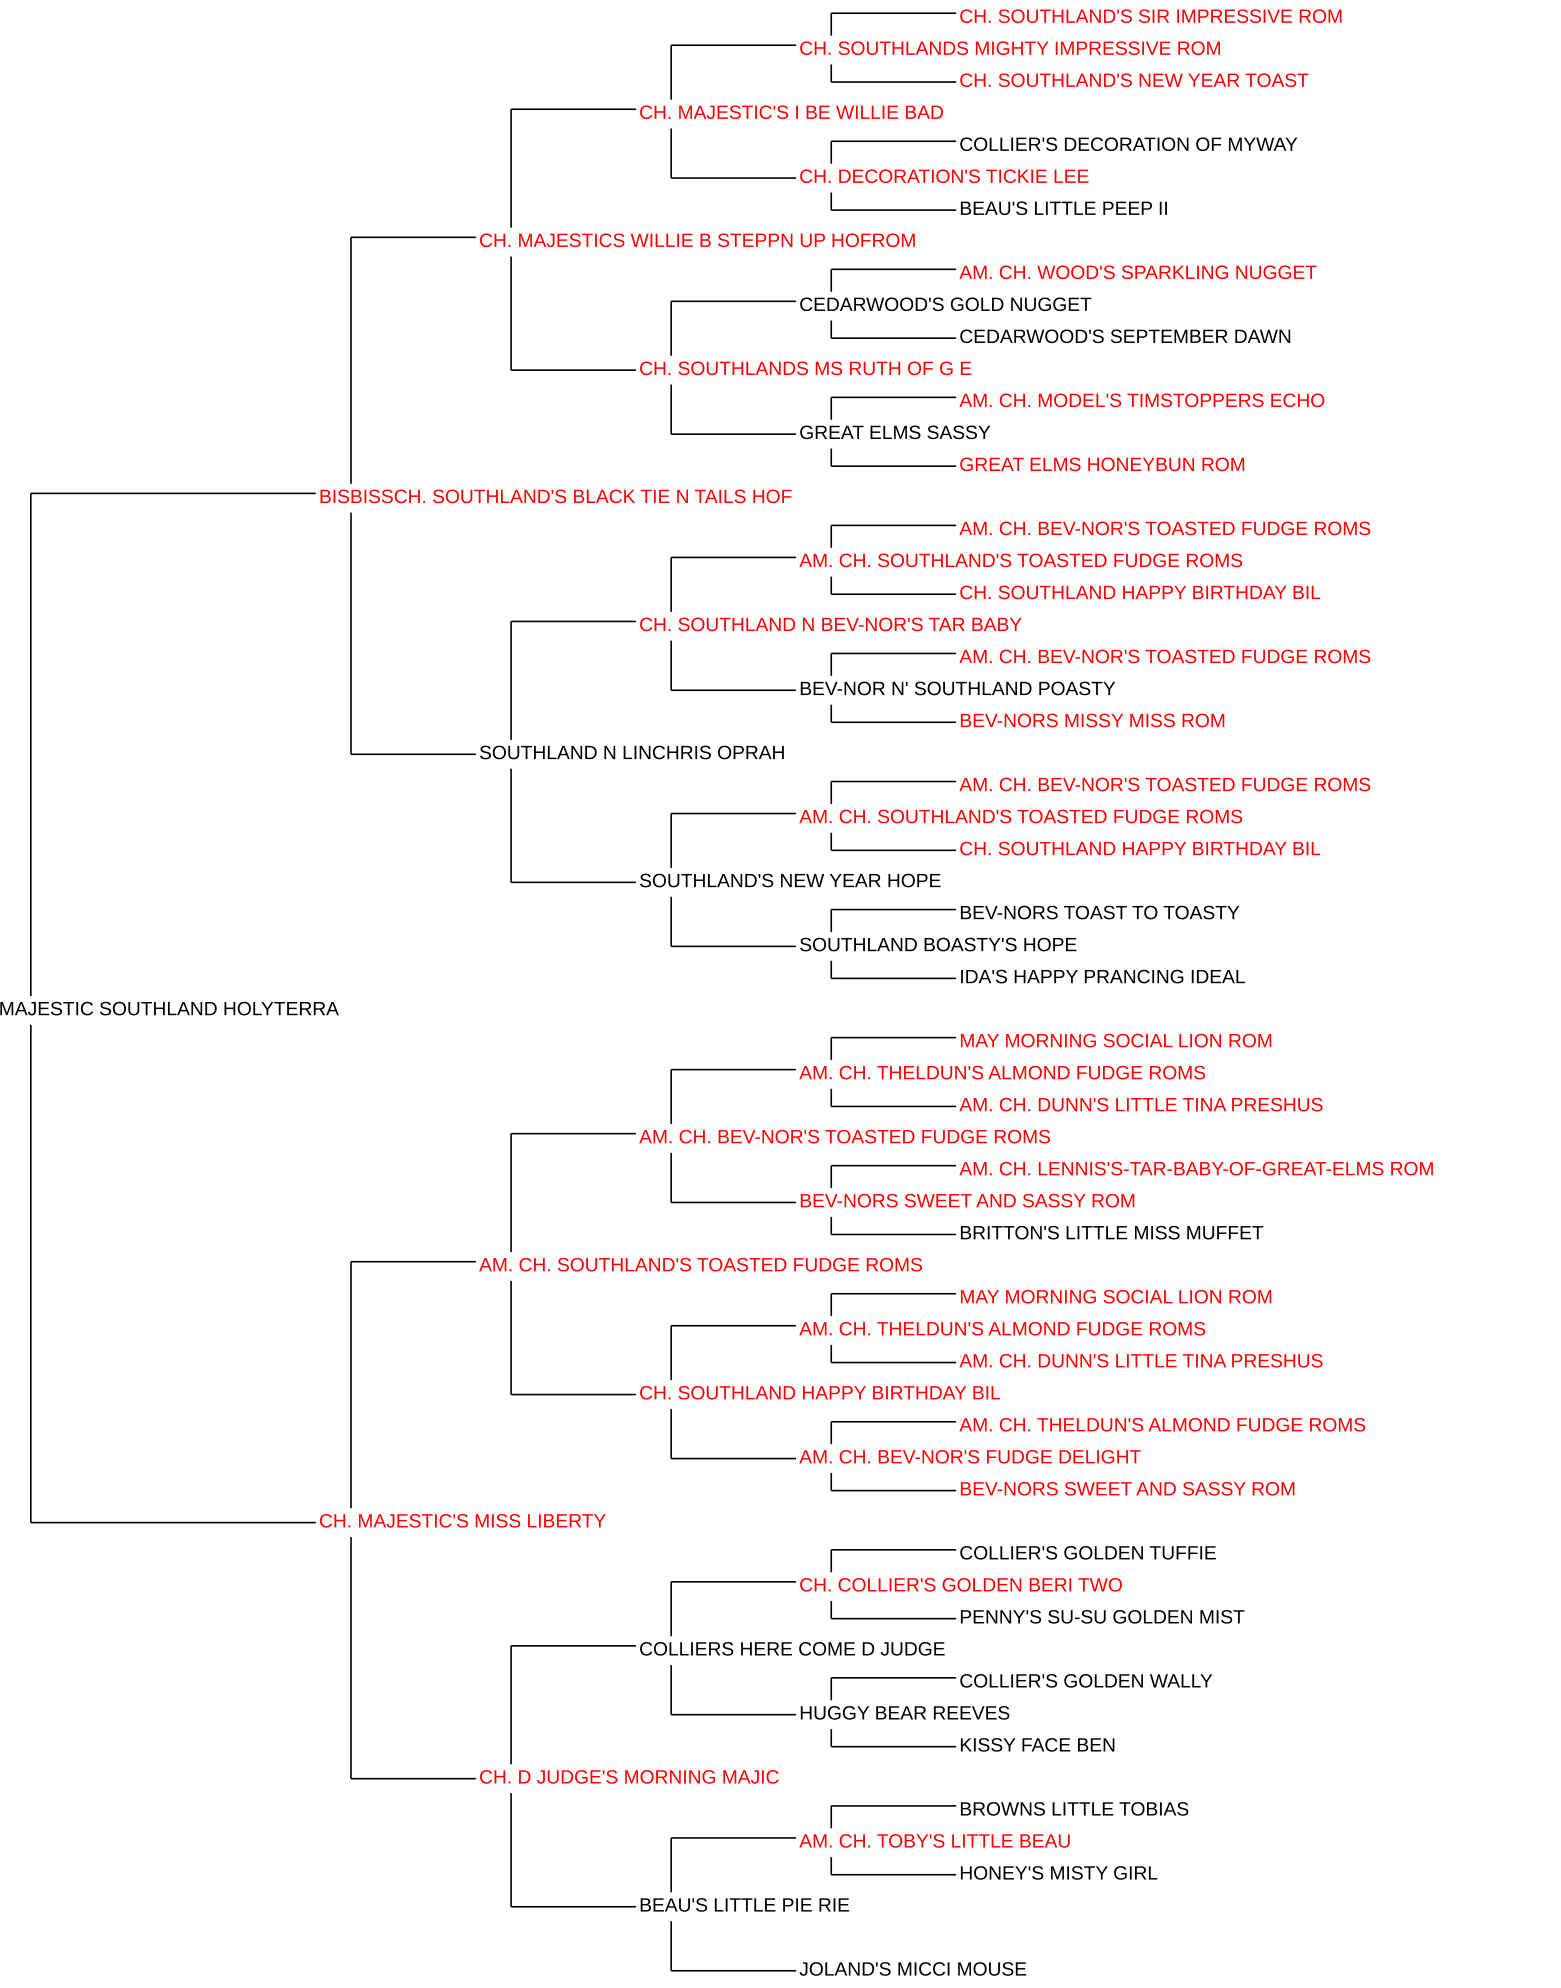 CH. SOUTHLAND'S SIR IMPRESSIVE ROM
CH. SOUTHLANDS MIGHTY IMPRESSIVE ROM
CH. SOUTHLAND'S NEW YEAR TOAST
CH. MAJESTIC'S I BE WILLIE BAD
COLLIER'S DECORATION OF MYWAY
CH. DECORATION'S TICKIE LEE
BEAU'S LITTLE PEEP II
CH. MAJESTICS WILLIE B STEPPN UP HOFROM
AM. CH. WOOD'S SPARKLING NUGGET
CEDARWOOD'S GOLD NUGGET
CEDARWOOD'S SEPTEMBER DAWN
CH. SOUTHLANDS MS RUTH OF G E
AM. CH. MODEL'S TIMSTOPPERS ECHO
GREAT ELMS SASSY
GREAT ELMS HONEYBUN ROM
BISBISSCH. SOUTHLAND'S BLACK TIE N TAILS HOF
AM. CH. BEV-NOR'S TOASTED FUDGE ROMS
AM. CH. SOUTHLAND'S TOASTED FUDGE ROMS
CH. SOUTHLAND HAPPY BIRTHDAY BIL
CH. SOUTHLAND N BEV-NOR'S TAR BABY
AM. CH. BEV-NOR'S TOASTED FUDGE ROMS
BEV-NOR N' SOUTHLAND POASTY
BEV-NORS MISSY MISS ROM
SOUTHLAND N LINCHRIS OPRAH
AM. CH. BEV-NOR'S TOASTED FUDGE ROMS
AM. CH. SOUTHLAND'S TOASTED FUDGE ROMS
CH. SOUTHLAND HAPPY BIRTHDAY BIL
SOUTHLAND'S NEW YEAR HOPE
BEV-NORS TOAST TO TOASTY
SOUTHLAND BOASTY'S HOPE
IDA'S HAPPY PRANCING IDEAL
MAJESTIC SOUTHLAND HOLYTERRA
MAY MORNING SOCIAL LION ROM
AM. CH. THELDUN'S ALMOND FUDGE ROMS
AM. CH. DUNN'S LITTLE TINA PRESHUS
AM. CH. BEV-NOR'S TOASTED FUDGE ROMS
AM. CH. LENNIS'S-TAR-BABY-OF-GREAT-ELMS ROM
BEV-NORS SWEET AND SASSY ROM
BRITTON'S LITTLE MISS MUFFET
AM. CH. SOUTHLAND'S TOASTED FUDGE ROMS
MAY MORNING SOCIAL LION ROM
AM. CH. THELDUN'S ALMOND FUDGE ROMS
AM. CH. DUNN'S LITTLE TINA PRESHUS
CH. SOUTHLAND HAPPY BIRTHDAY BIL
AM. CH. THELDUN'S ALMOND FUDGE ROMS
AM. CH. BEV-NOR'S FUDGE DELIGHT
BEV-NORS SWEET AND SASSY ROM
CH. MAJESTIC'S MISS LIBERTY
COLLIER'S GOLDEN TUFFIE
CH. COLLIER'S GOLDEN BERI TWO
PENNY'S SU-SU GOLDEN MIST
COLLIERS HERE COME D JUDGE
COLLIER'S GOLDEN WALLY
HUGGY BEAR REEVES
KISSY FACE BEN
CH. D JUDGE'S MORNING MAJIC
BROWNS LITTLE TOBIAS
AM. CH. TOBY'S LITTLE BEAU
HONEY'S MISTY GIRL
BEAU'S LITTLE PIE RIE
JOLAND'S MICCI MOUSE